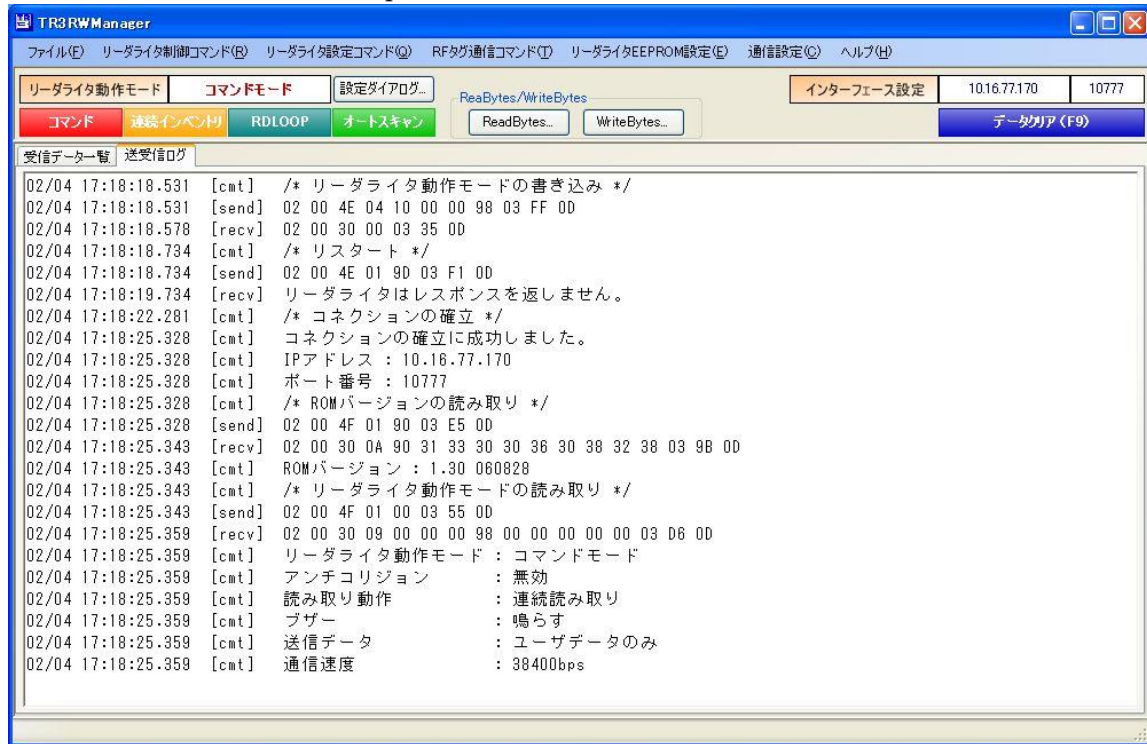 TR3RWManager
ファイル(F) リーダライタ制御コマンド(R) リーダライタ設定コマンド(Q) RFタグ通信コマンド(T) リーダライタEEPROM設定(E) 通信設定(C) ヘルプ(H)
リーダライタ動作モード コマンドモード 設定ダイアログ... ReaBytes/WriteBytes インターフェース設定 10.16.77.170 10777
コマンド 連続インベントリ RDLOOP オートスキャン ReadBytes... WriteBytes... データクリア(F9)
受信データ一覧 送受信ログ
02/04 17:18:18.531 [cmt] /* リーダライタ動作モードの書き込み */
02/04 17:18:18.531 [send] 02 00 4E 04 10 00 00 98 03 FF 0D
02/04 17:18:18.578 [recv] 02 00 30 00 03 35 0D
02/04 17:18:18.734 [cmt] /* リスタート */
02/04 17:18:18.734 [send] 02 00 4E 01 9D 03 F1 0D
02/04 17:18:19.734 [recv] リーダライタはレスポンスを返しません。
02/04 17:18:22.281 [cmt] /* コネクションの確立 */
02/04 17:18:25.328 [cmt] コネクションの確立に成功しました。
02/04 17:18:25.328 [cmt] IPアドレス : 10.16.77.170
02/04 17:18:25.328 [cmt] ポート番号 : 10777
02/04 17:18:25.328 [cmt] /* ROMバージョンの読み取り */
02/04 17:18:25.328 [send] 02 00 4F 01 90 03 E5 0D
02/04 17:18:25.343 [recv] 02 00 30 0A 90 31 33 30 30 36 30 38 32 38 03 9B 0D
02/04 17:18:25.343 [cmt] ROMバージョン : 1.30 060828
02/04 17:18:25.343 [cmt] /* リーダライタ動作モードの読み取り */
02/04 17:18:25.343 [send] 02 00 4F 01 00 03 55 0D
02/04 17:18:25.359 [recv] 02 00 30 09 00 00 00 98 00 00 00 00 00 03 D6 0D
02/04 17:18:25.359 [cmt] リーダライタ動作モード : コマンドモード
02/04 17:18:25.359 [cmt] アンチコリジョン : 無効
02/04 17:18:25.359 [cmt] 読み取り動作 : 連続読み取り
02/04 17:18:25.359 [cmt] ブザー : 鳴らす
02/04 17:18:25.359 [cmt] 送信データ : ユーザデータのみ
02/04 17:18:25.359 [cmt] 通信速度 : 38400bps